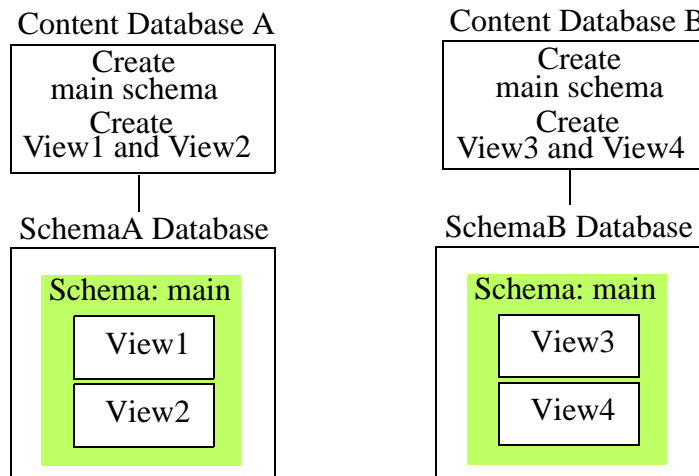 Content Database A
Create
main schema
Create
View1 and View2
SchemaA Database
Schema: main
View1
View2
Content Database B
Create
main schema
Create
View3 and View4
SchemaB Database
Schema: main
View3
View4